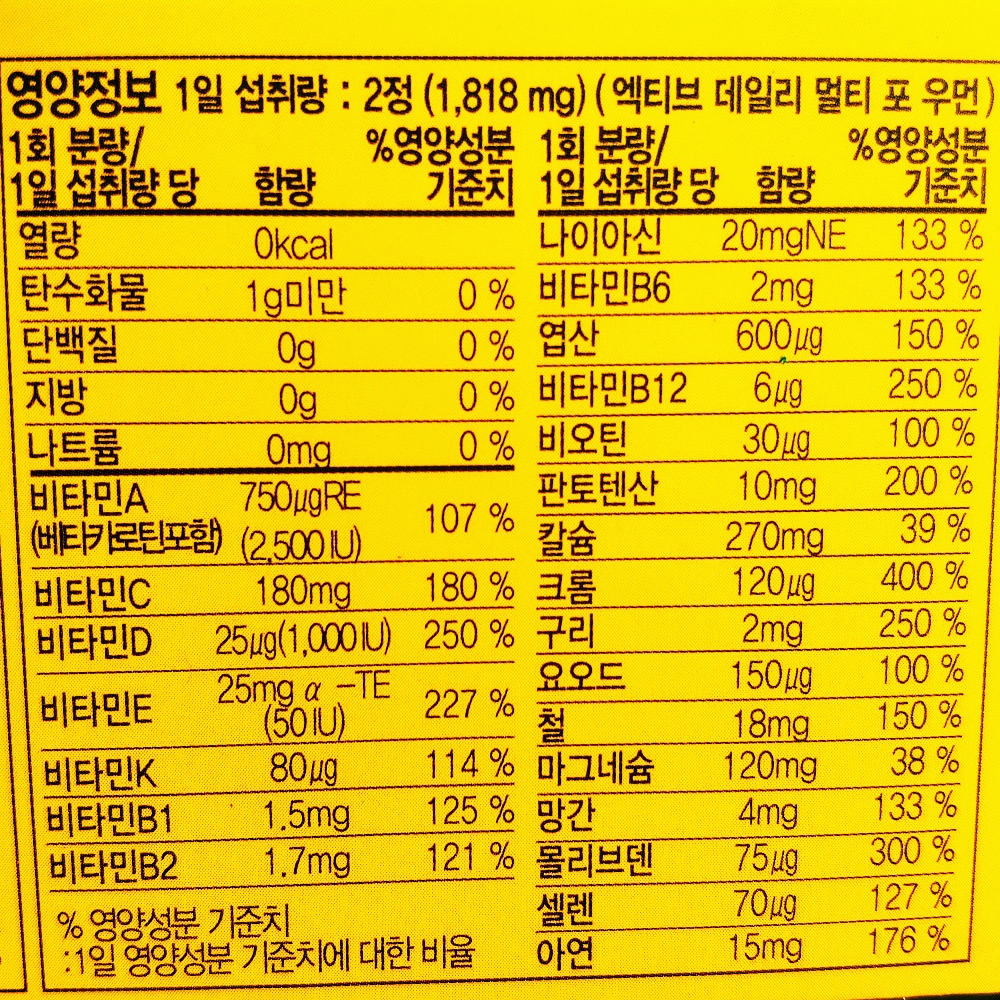 영양정보 1일 섭취량 : 2정 (1,818 mg) ( 엑티브 데일리 멀티 포 우먼 )
1회 분량/ %영양성분
1일 섭취량 당 함량 기준치
열량 0kcal
탄수화물 1g미만 0 %
단백질 0g 0 %
지방 0g 0 %
나트륨 0mg 0 %
비타민A 750µgRE 107 %
(베타카로틴포함) (2,500 IU)
비타민C 180mg 180 %
비타민D 25µg(1,000 IU) 250 %
비타민E 25mg α -TE 227 %
(50 IU)
비타민K 80µg 114 %
비타민B1 1.5mg 125 %
비타민B2 1.7mg 121 %
% 영양성분 기준치
:1일 영양성분 기준치에 대한 비율
1회 분량/ %영양성분
1일 섭취량 당 함량 기준치
나이아신 20mgNE 133 %
비타민B6 2mg 133 %
엽산 600µg 150 %
비타민B12 6µg 250 %
비오틴 30µg 100 %
판토텐산 10mg 200 %
칼슘 270mg 39 %
크롬 120µg 400 %
구리 2mg 250 %
요오드 150µg 100 %
철 18mg 150 %
마그네슘 120mg 38 %
망간 4mg 133 %
몰리브덴 75µg 300 %
셀렌 70µg 127 %
아연 15mg 176 %